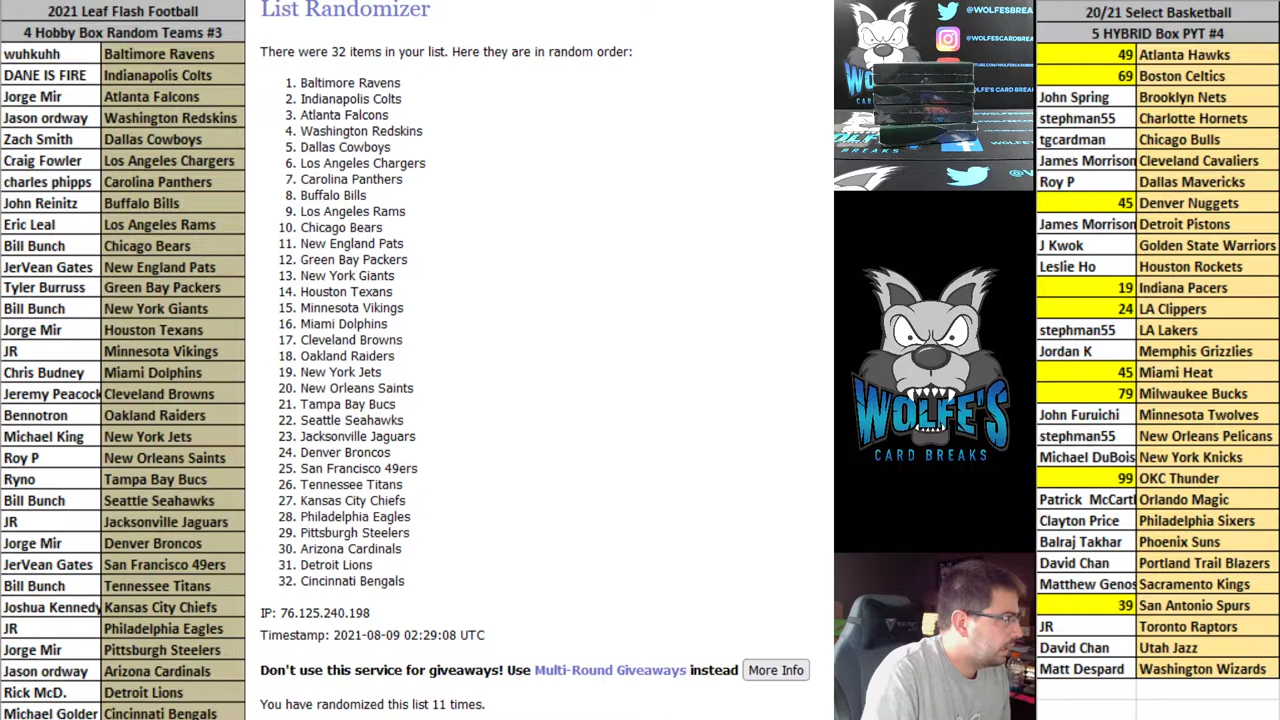 2021 Leaf Flash Football
4 Hobby Box Random Teams #3
wuhkuhh Baltimore Ravens
DANE IS FIRE Indianapolis Colts
Jorge Mir Atlanta Falcons
Jason ordway Washington Redskins
Zach Smith Dallas Cowboys
Craig Fowler Los Angeles Chargers
charles phipps Carolina Panthers
John Reinitz Buffalo Bills
Eric Leal Los Angeles Rams
Bill Bunch Chicago Bears
JerVean Gates New England Pats
Tyler Burruss Green Bay Packers
Bill Bunch New York Giants
Jorge Mir Houston Texans
JR Minnesota Vikings
Chris Budney Miami Dolphins
Jeremy Peacock Cleveland Browns
Bennotron Oakland Raiders
Michael King New York Jets
Roy P New Orleans Saints
Ryno Tampa Bay Bucs
Bill Bunch Seattle Seahawks
JR Jacksonville Jaguars
Jorge Mir Denver Broncos
JerVean Gates San Francisco 49ers
Bill Bunch Tennessee Titans
Joshua Kennedy Kansas City Chiefs
JR Philadelphia Eagles
Jorge Mir Pittsburgh Steelers
Jason ordway Arizona Cardinals
Rick McD. Detroit Lions
Michael Golder Cincinnati Bengals
List Randomizer
There were 32 items in your list. Here they are in random order:
1. Baltimore Ravens
2. Indianapolis Colts
3. Atlanta Falcons
4. Washington Redskins
5. Dallas Cowboys
6. Los Angeles Chargers
7. Carolina Panthers
8. Buffalo Bills
9. Los Angeles Rams
10. Chicago Bears
11. New England Pats
12. Green Bay Packers
13. New York Giants
14. Houston Texans
15. Minnesota Vikings
16. Miami Dolphins
17. Cleveland Browns
18. Oakland Raiders
19. New York Jets
20. New Orleans Saints
21. Tampa Bay Bucs
22. Seattle Seahawks
23. Jacksonville Jaguars
24. Denver Broncos
25. San Francisco 49ers
26. Tennessee Titans
27. Kansas City Chiefs
28. Philadelphia Eagles
29. Pittsburgh Steelers
30. Arizona Cardinals
31. Detroit Lions
32. Cincinnati Bengals
IP: 76.125.240.198
Timestamp: 2021-08-09 02:29:08 UTC
Don't use this service for giveaways! Use Multi-Round Giveaways instead More Info
You have randomized this list 11 times.
@WOLFESBREA
@WOLFES
BREAKS
WOLFE'S
CARD BREAKS
20/21 Select Basketball
5 HYBRID Box PYT #4
49 Atlanta Hawks
69 Boston Celtics
John Spring Brooklyn Nets
stephman55 Charlotte Hornets
tgcardman Chicago Bulls
James Morrison Cleveland Cavaliers
Roy P Dallas Mavericks
45 Denver Nuggets
James Morrison Detroit Pistons
J Kwok Golden State Warriors
Leslie Ho Houston Rockets
19 Indiana Pacers
24 LA Clippers
stephman55 LA Lakers
Jordan K Memphis Grizzlies
45 Miami Heat
79 Milwaukee Bucks
John Furuichi Minnesota Twolves
stephman55 New Orleans Pelicans
Michael DuBois New York Knicks
99 OKC Thunder
Patrick McCart Orlando Magic
Clayton Price Philadelphia Sixers
Balraj Takhar Phoenix Suns
David Chan Portland Trail Blazers
Matthew Genos Sacramento Kings
39 San Antonio Spurs
JR Toronto Raptors
David Chan Utah Jazz
Matt Despard Washington Wizards